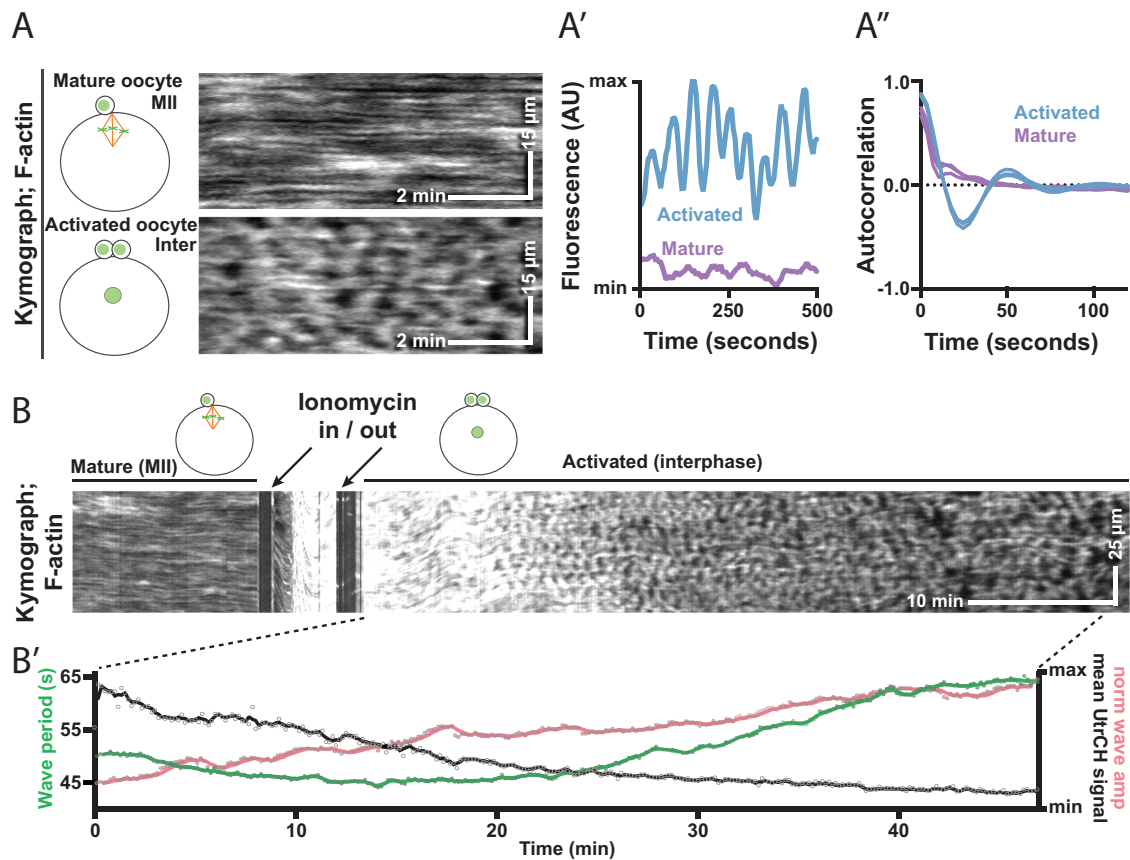 A
Kymograph; F-actin
Mature oocyte
MII
15 µm
2 min
Activated oocyte
Inter
15 µm
2 min
A'
Fluorescence (AU)
max
min
Activated
Mature
0
250
500
Time (seconds)
A''
Autocorrelation
1.0
0.0
-1.0
Activated
Mature
0
50
100
Time (seconds)
B
Ionomycin
in / out
Mature (MII)
Activated (interphase)
Kymograph;
F-actin
25 µm
10 min
B'
Wave period (s)
65
55
45
max
min
mean UtrCH signal
norm wave amp
0
10
20
30
40
Time (min)